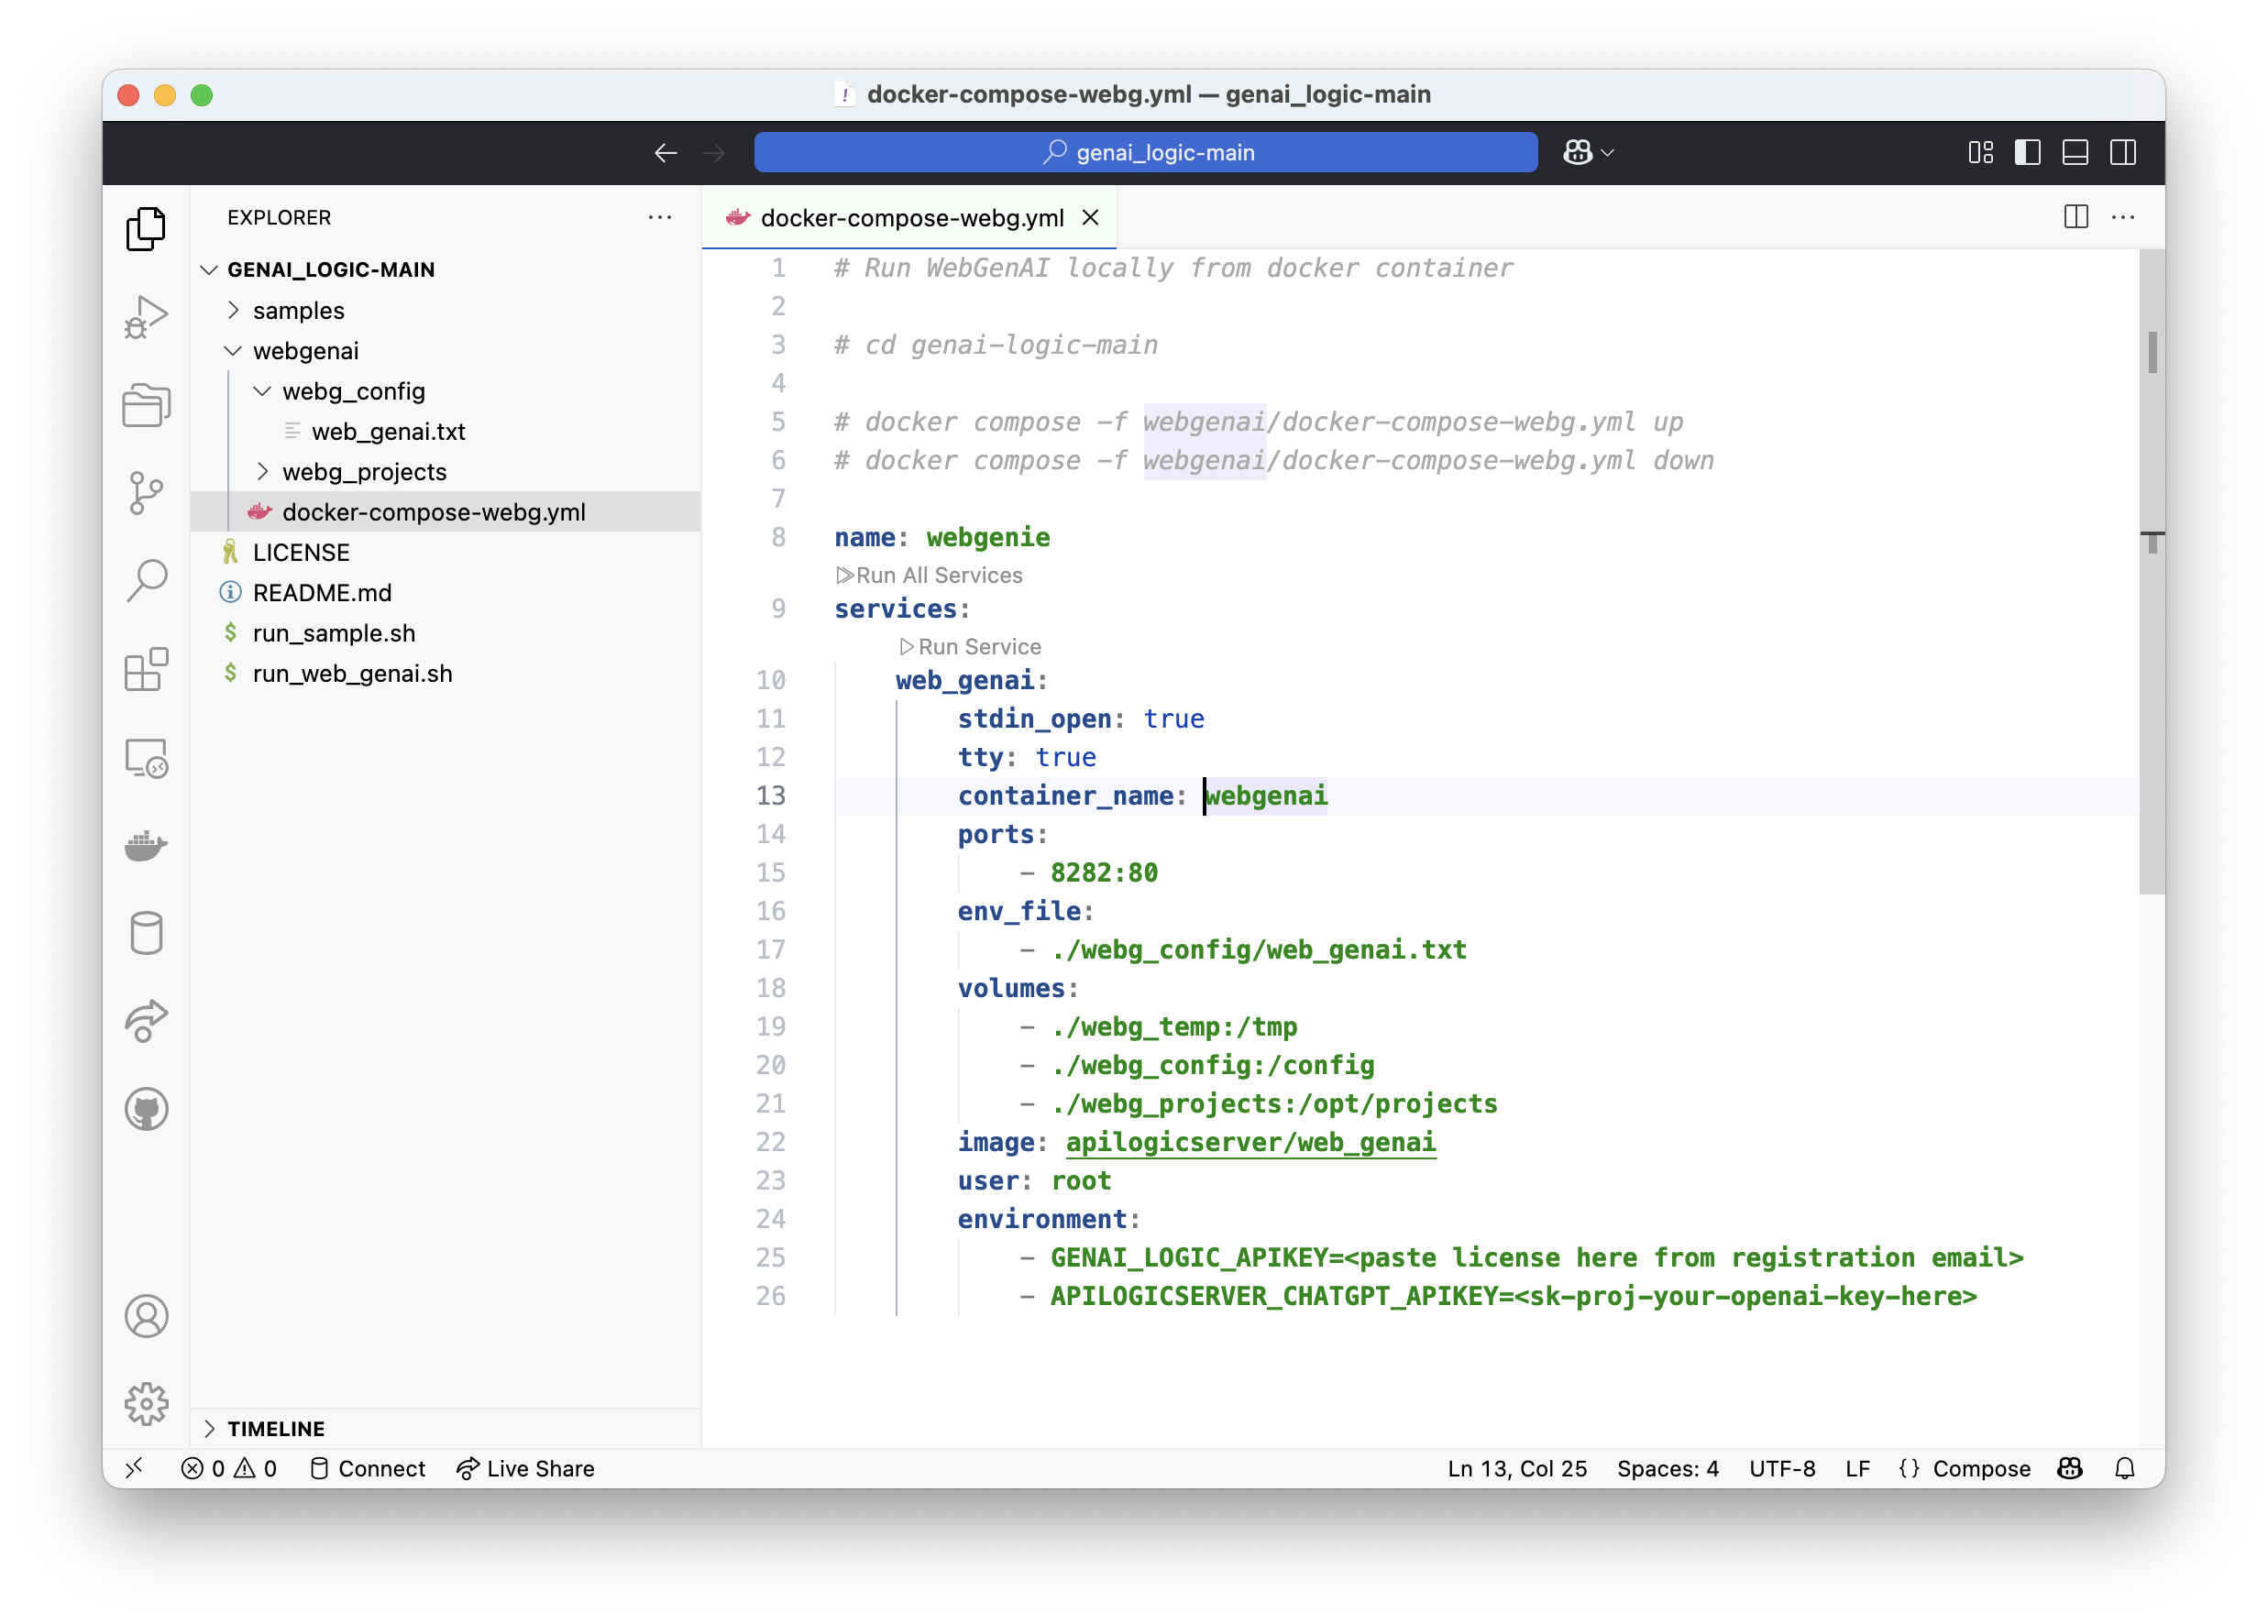 docker-compose-webg.yml — genai_logic-main
genai_logic-main
EXPLORER
GENAI_LOGIC-MAIN
samples
webgenai
webg_config
web_genai.txt
webg_projects
docker-compose-webg.yml
LICENSE
README.md
$ run_sample.sh
$ run_web_genai.sh
TIMELINE
docker-compose-webg.yml
1 # Run WebGenAI locally from docker container
2
3 # cd genai-logic-main
4
5 # docker compose -f webgenai/docker-compose-webg.yml up
6 # docker compose -f webgenai/docker-compose-webg.yml down
7
8 name: webgenie
Run All Services
9 services:
Run Service
10 web_genai:
11 stdin_open: true
12 tty: true
13 container_name: webgenai
14 ports:
15 - 8282:80
16 env_file:
17 - ./webg_config/web_genai.txt
18 volumes:
19 - ./webg_temp:/tmp
20 - ./webg_config:/config
21 - ./webg_projects:/opt/projects
22 image: apilogicserver/web_genai
23 user: root
24 environment:
25 - GENAI_LOGIC_APIKEY=<paste license here from registration email>
26 - APILOGICSERVER_CHATGPT_APIKEY=<sk-proj-your-openai-key-here>
0 0 Connect Live Share Ln 13, Col 25 Spaces: 4 UTF-8 LF {} Compose